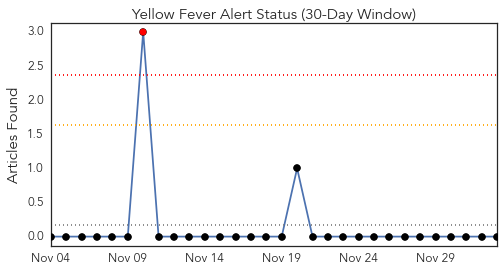 Yellow Fever Alert Status (30-Day Window)
3.0
2.5
2.0
1.5
1.0
0.5
0.0
Articles Found
Nov 04 Nov 09 Nov 14 Nov 19 Nov 24 Nov 29